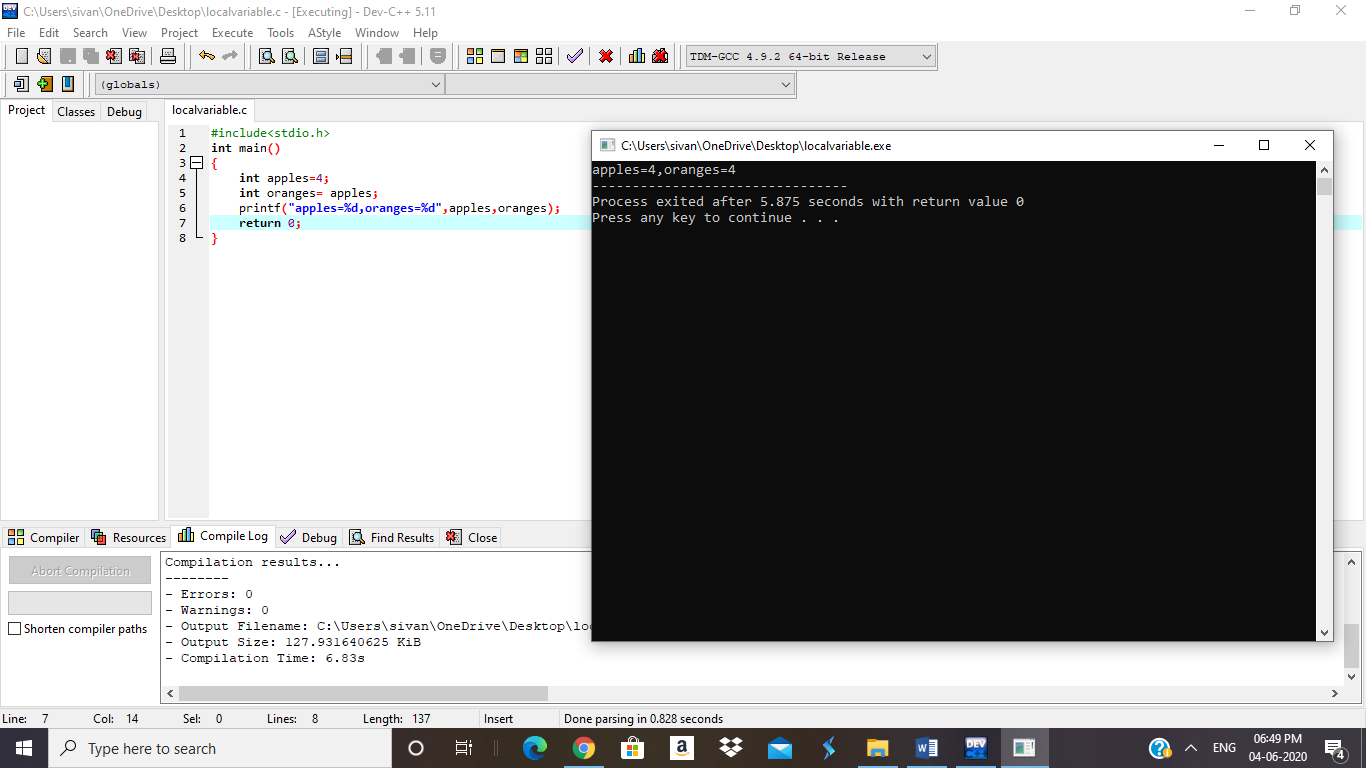 C:\Users\sivan\OneDrive\Desktop\localvariable.c - [Executing] - Dev-C++ 5.11
File Edit Search View Project Execute Tools AStyle Window Help
TDM-GCC 4.9.2 64-bit Release
(globals)
Project Classes Debug
localvariable.c
1 #include<stdio.h>
2 int main()
3 {
4 int apples=4;
5 int oranges= apples;
6 printf("apples=%d,oranges=%d",apples,oranges);
7 return 0;
8 }
C:\Users\sivan\OneDrive\Desktop\localvariable.exe
apples=4,oranges=4
--------------------------------
Process exited after 5.875 seconds with return value 0
Press any key to continue . . .
Compiler Resources Compile Log Debug Find Results Close
Abort Compilation
Shorten compiler paths
Compilation results...
--------
- Errors: 0
- Warnings: 0
- Output Filename: C:\Users\sivan\OneDrive\Desktop\lo
- Output Size: 127.931640625 KiB
- Compilation Time: 6.83s
Line: 7 Col: 14 Sel: 0 Lines: 8 Length: 137 Insert Done parsing in 0.828 seconds
Type here to search
a
W
DEV
ENG
06:49 PM
04-06-2020
4